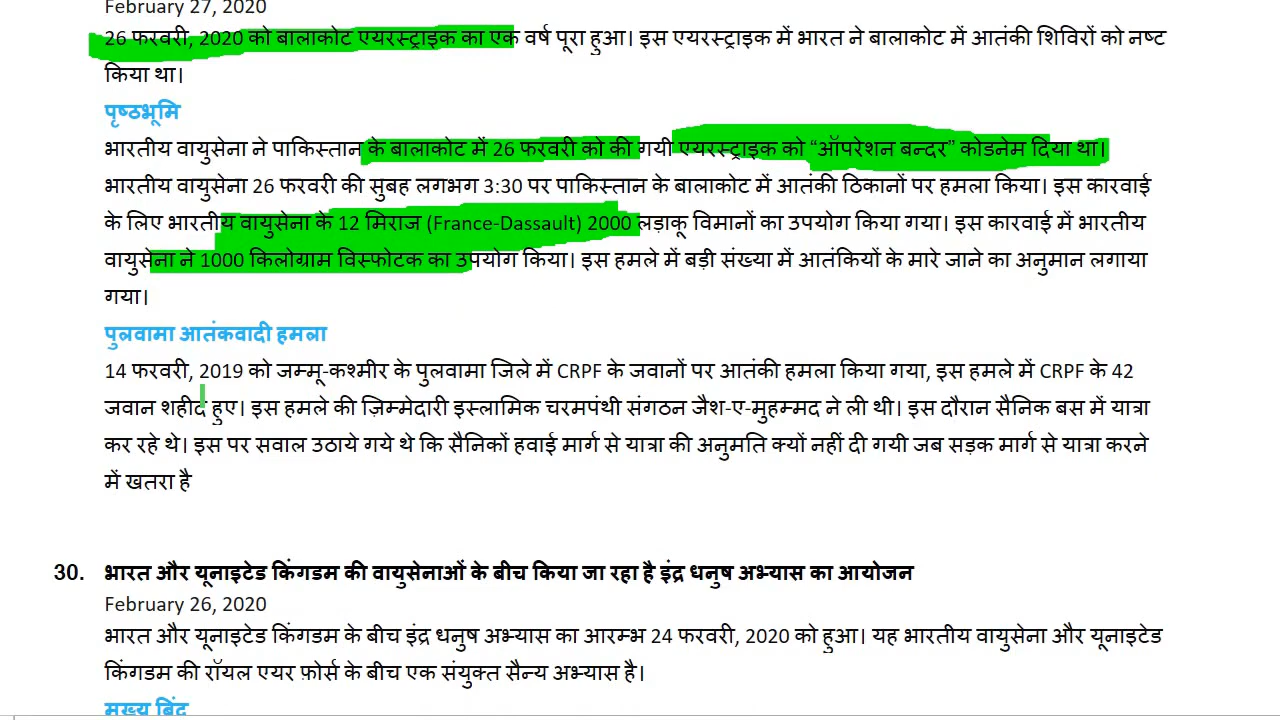 February 27, 2020
26 फरवरी, 2020 को बालाकोट एयरस्ट्राइक का एक वर्ष पूरा हुआ। इस एयरस्ट्राइक में भारत ने बालाकोट में आतंकी शिविरों को नष्ट
किया था।
पृष्ठभूमि
भारतीय वायुसेना ने पाकिस्तान के बालाकोट में 26 फरवरी को की गयी एयरस्ट्राइक को “ऑपरेशन बन्दर” कोडनेम दिया था।
भारतीय वायुसेना 26 फरवरी की सुबह लगभग 3:30 पर पाकिस्तान के बालाकोट में आतंकी ठिकानों पर हमला किया। इस कारवाई
के लिए भारतीय वायुसेना के 12 मिराज (France-Dassault) 2000 लड़ाकू विमानों का उपयोग किया गया। इस कारवाई में भारतीय
वायुसेना ने 1000 किलोग्राम विस्फोटक का उपयोग किया। इस हमले में बड़ी संख्या में आतंकियों के मारे जाने का अनुमान लगाया
गया।
पुलवामा आतंकवादी हमला
14 फरवरी, 2019 को जम्मू-कश्मीर के पुलवामा जिले में CRPF के जवानों पर आतंकी हमला किया गया, इस हमले में CRPF के 42
जवान शहीद हुए। इस हमले की ज़िम्मेदारी इस्लामिक चरमपंथी संगठन जैश-ए-मुहम्मद ने ली थी। इस दौरान सैनिक बस में यात्रा
कर रहे थे। इस पर सवाल उठाये गये थे कि सैनिकों हवाई मार्ग से यात्रा की अनुमति क्यों नहीं दी गयी जब सड़क मार्ग से यात्रा करने
में खतरा है
30. भारत और यूनाइटेड किंगडम की वायुसेनाओं के बीच किया जा रहा है इंद्र धनुष अभ्यास का आयोजन
February 26, 2020
भारत और यूनाइटेड किंगडम के बीच इंद्र धनुष अभ्यास का आरम्भ 24 फरवरी, 2020 को हुआ। यह भारतीय वायुसेना और यूनाइटेड
किंगडम की रॉयल एयर फ़ोर्स के बीच एक संयुक्त सैन्य अभ्यास है।
मुख्य बिंदु